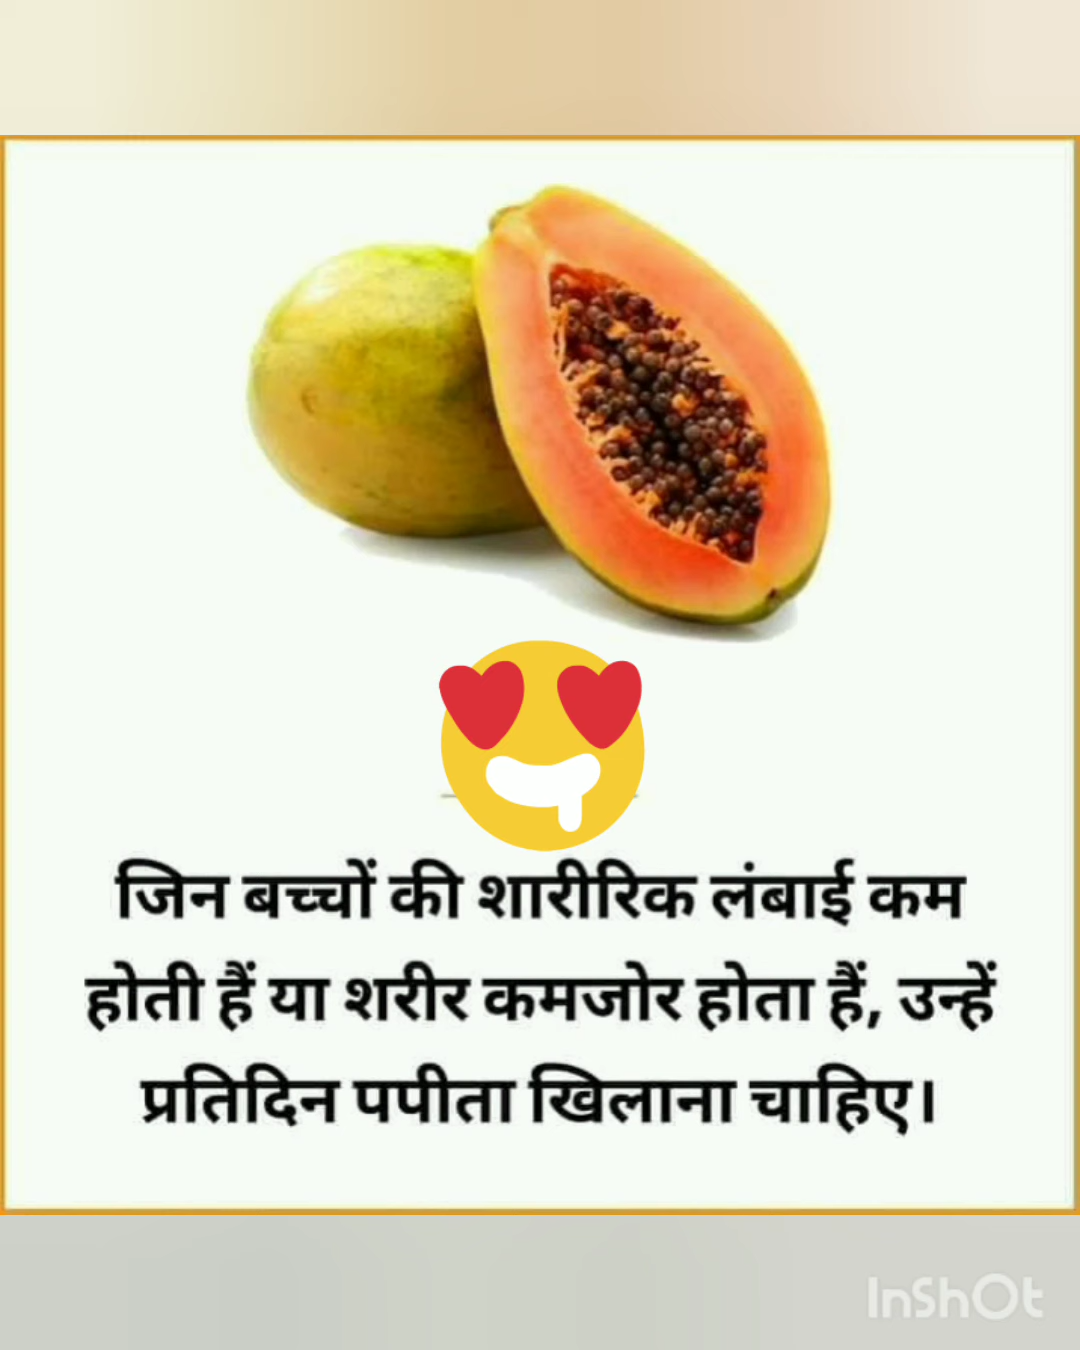 जिन बच्चों की शारीरिक लंबाई कम
होती हैं या शरीर कमजोर होता हैं, उन्हें
प्रतिदिन पपीता खिलाना चाहिए।
InShOt